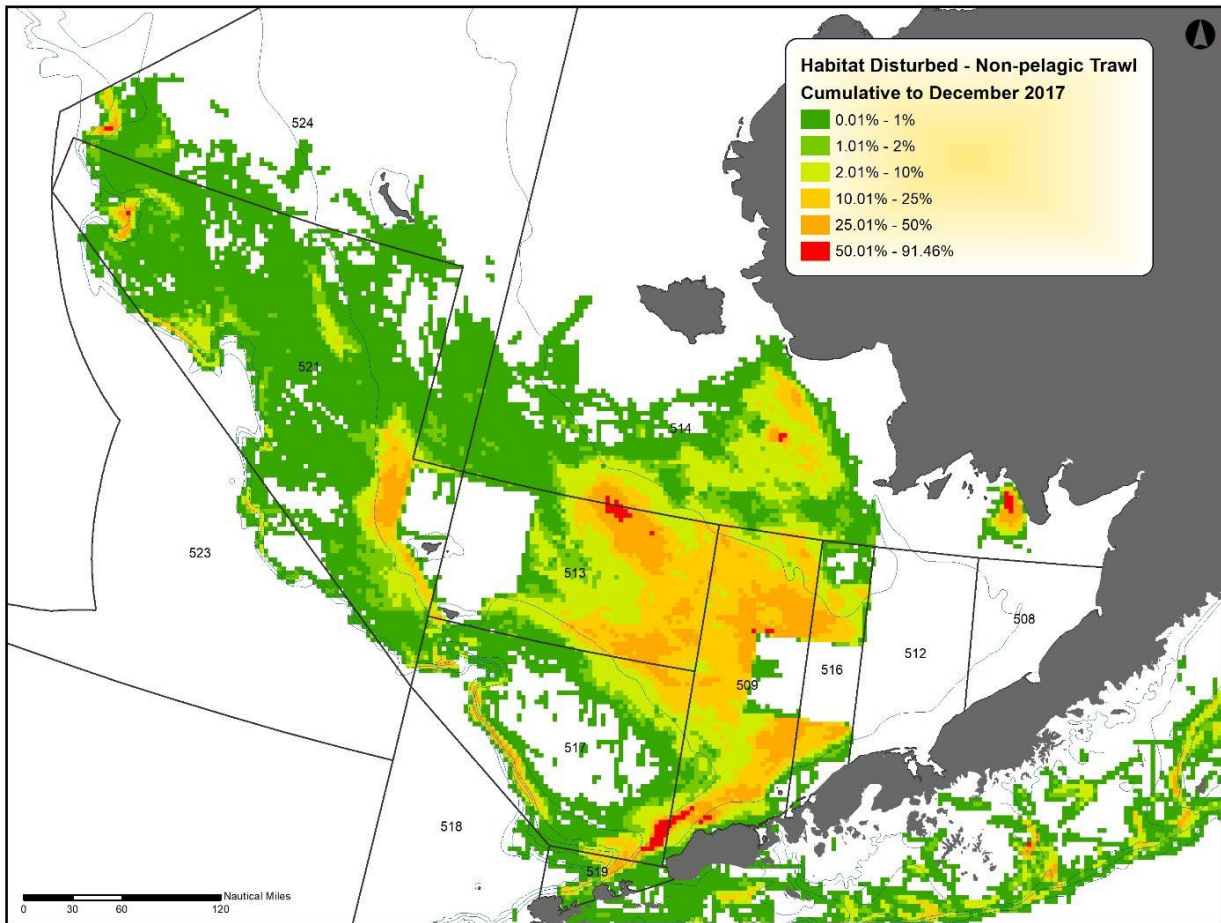 Habitat Disturbed - Non-pelagic Trawl
Cumulative to December 2017
0.01% - 1%
1.01% - 2%
2.01% - 10%
10.01% - 25%
25.01% - 50%
50.01% - 91.46%
524
521
514
523
513
508
512
516
509
517
518
519
Nautical Miles
0 30 60 120